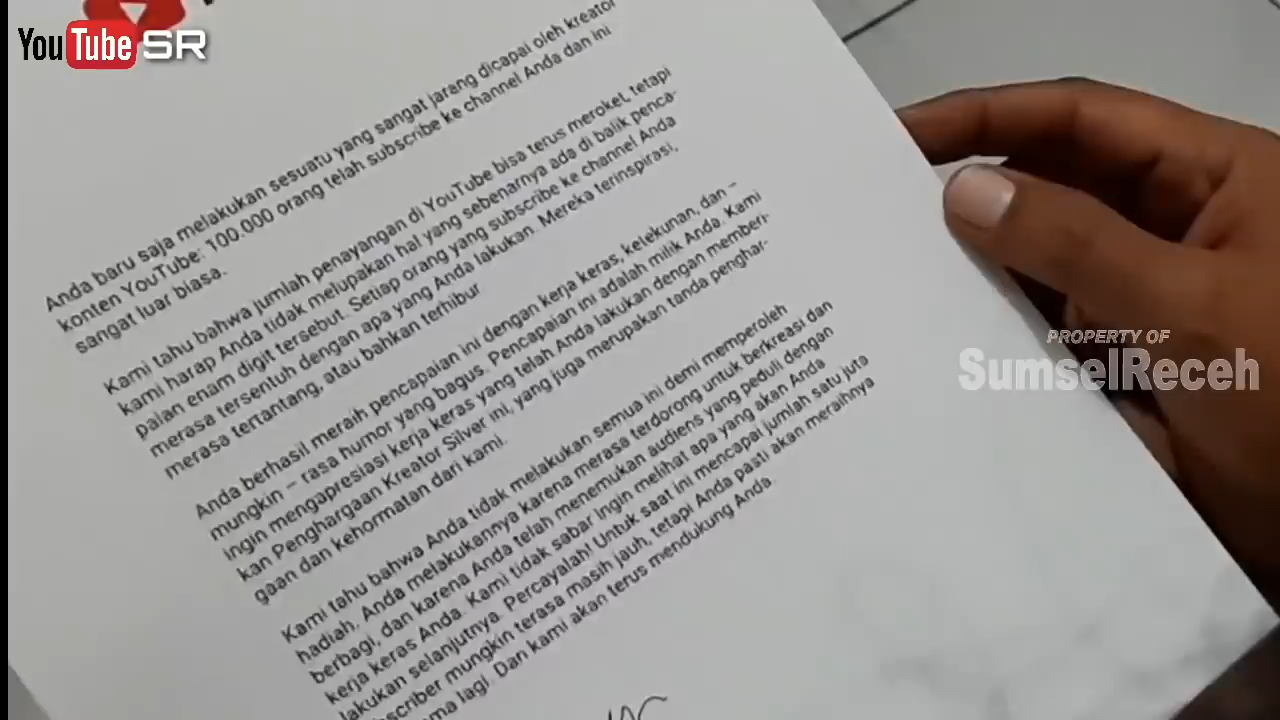 YouTube SR
Anda baru saja melakukan sesuatu yang sangat jarang dicapai oleh kreator
konten YouTube: 100.000 orang telah subscribe ke channel Anda dan ini
sangat luar biasa.
Kami tahu bahwa jumlah penayangan di YouTube bisa terus meroket, tetapi
kami harap Anda tidak melupakan hal yang sebenarnya ada di balik penca-
paian enam digit tersebut. Setiap orang yang subscribe ke channel Anda
merasa tersentuh dengan apa yang Anda lakukan. Mereka terinspirasi,
merasa tertantang, atau bahkan terhibur.
Anda berhasil meraih pencapaian ini dengan kerja keras, ketekunan, dan –
mungkin – rasa humor yang bagus. Pencapaian ini adalah milik Anda. Kami
ingin mengapresiasi kerja keras yang telah Anda lakukan dengan memberi-
kan Penghargaan Kreator Silver ini, yang juga merupakan tanda penghar-
gaan dan kehormatan dari kami.
Kami tahu bahwa Anda tidak melakukan semua ini demi memperoleh
hadiah. Anda melakukannya karena merasa terdorong untuk berkreasi dan
berbagi, dan karena Anda telah menemukan audiens yang peduli dengan
kerja keras Anda. Kami tidak sabar ingin melihat apa yang akan Anda
lakukan selanjutnya. Percayalah! Untuk saat ini mencapai jumlah satu juta
bscriber mungkin terasa masih jauh, tetapi Anda pasti akan meraihnya
ama lagi. Dan kami akan terus mendukung Anda.
PROPERTY OF
SumselReceh